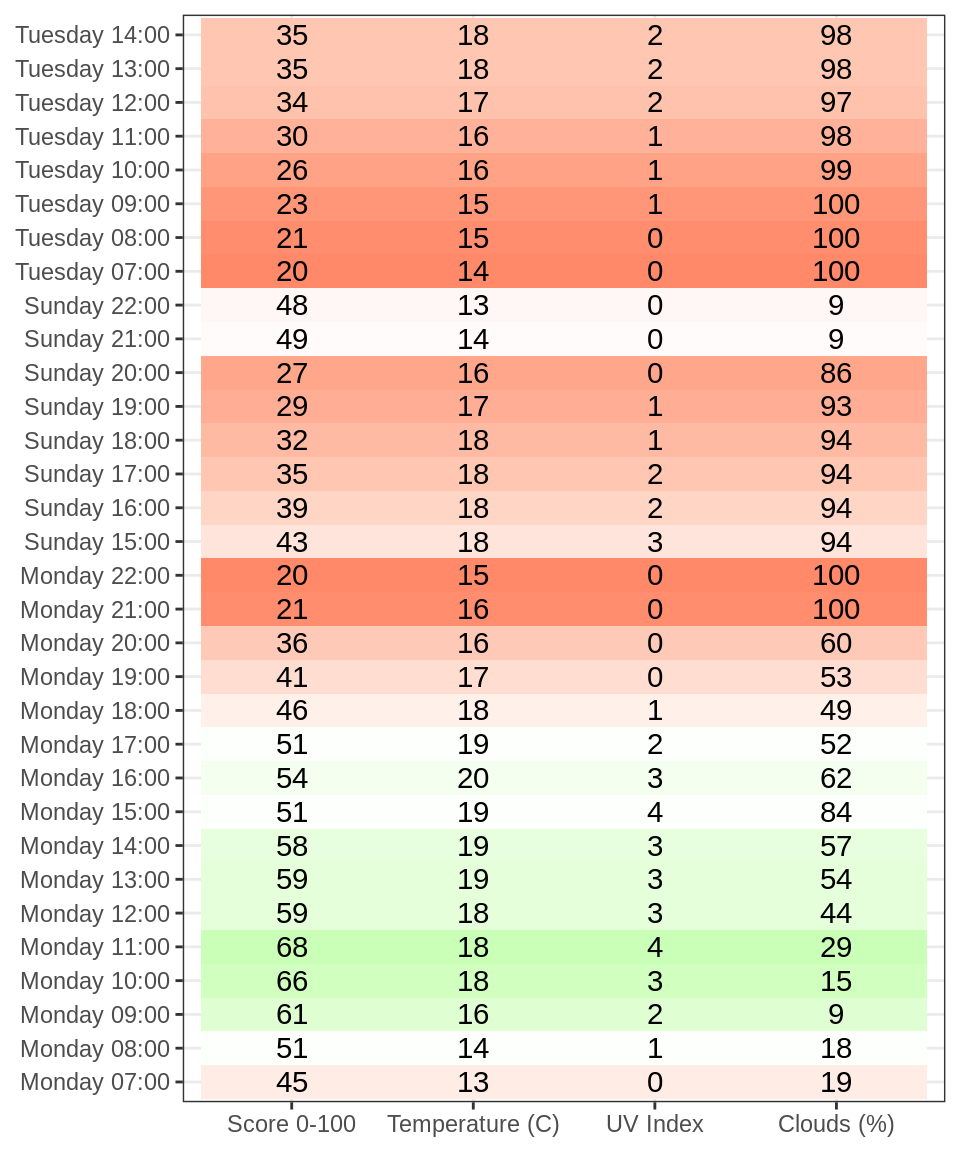 Tuesday 14:00 35 18 2 98
Tuesday 13:00 35 18 2 98
Tuesday 12:00 34 17 2 97
Tuesday 11:00 30 16 1 98
Tuesday 10:00 26 16 1 99
Tuesday 09:00 23 15 1 100
Tuesday 08:00 21 15 0 100
Tuesday 07:00 20 14 0 100
Sunday 22:00 48 13 0 9
Sunday 21:00 49 14 0 9
Sunday 20:00 27 16 0 86
Sunday 19:00 29 17 1 93
Sunday 18:00 32 18 1 94
Sunday 17:00 35 18 2 94
Sunday 16:00 39 18 2 94
Sunday 15:00 43 18 3 94
Monday 22:00 20 15 0 100
Monday 21:00 21 16 0 100
Monday 20:00 36 16 0 60
Monday 19:00 41 17 0 53
Monday 18:00 46 18 1 49
Monday 17:00 51 19 2 52
Monday 16:00 54 20 3 62
Monday 15:00 51 19 4 84
Monday 14:00 58 19 3 57
Monday 13:00 59 19 3 54
Monday 12:00 59 18 3 44
Monday 11:00 68 18 4 29
Monday 10:00 66 18 3 15
Monday 09:00 61 16 2 9
Monday 08:00 51 14 1 18
Monday 07:00 45 13 0 19
Score 0-100 Temperature (C) UV Index Clouds (%)